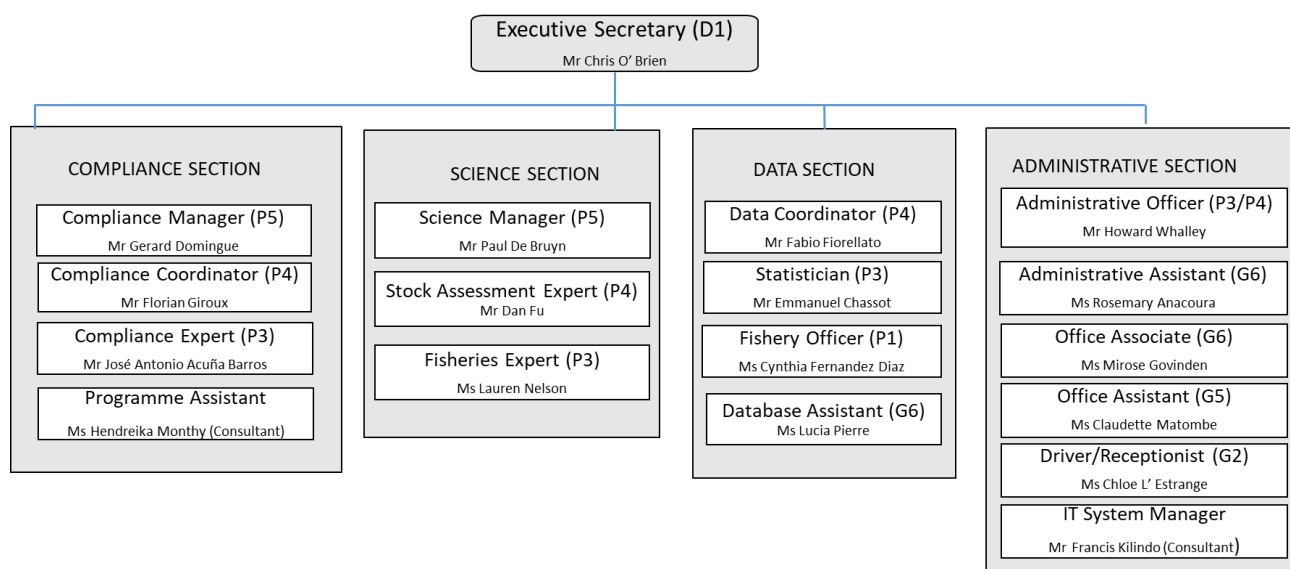 Executive Secretary (D1)
Mr Chris O' Brien
COMPLIANCE SECTION
Compliance Manager (P5)
Mr Gerard Domingue
Compliance Coordinator (P4)
Mr Florian Giroux
Compliance Expert (P3)
Mr José Antonio Acuña Barros
Programme Assistant
Ms Hendreika Monthy (Consultant)
SCIENCE SECTION
Science Manager (P5)
Mr Paul De Bruyn
Stock Assessment Expert (P4)
Mr Dan Fu
Fisheries Expert (P3)
Ms Lauren Nelson
DATA SECTION
Data Coordinator (P4)
Mr Fabio Fiorellato
Statistician (P3)
Mr Emmanuel Chassot
Fishery Officer (P1)
Ms Cynthia Fernandez Diaz
Database Assistant (G6)
Ms Lucia Pierre
ADMINISTRATIVE SECTION
Administrative Officer (P3/P4)
Mr Howard Whalley
Administrative Assistant (G6)
Ms Rosemary Anacoura
Office Associate (G6)
Ms Mirose Govinden
Office Assistant (G5)
Ms Claudette Matombe
Driver/Receptionist (G2)
Ms Chloe L' Estrange
IT System Manager
Mr Francis Kilindo (Consultant)